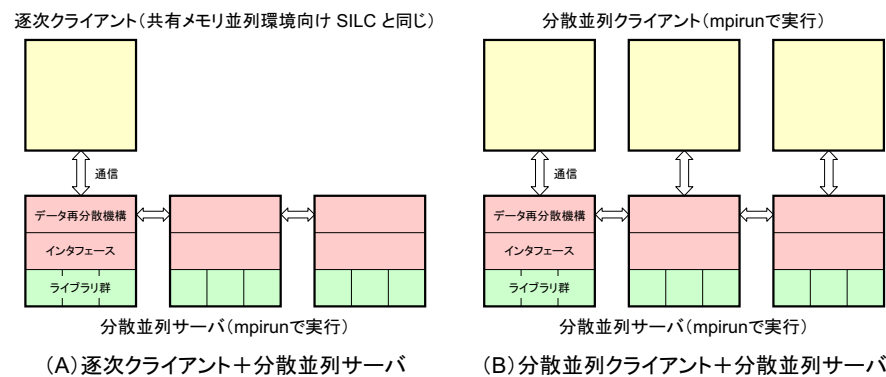 逐次クライアント（共有メモリ並列環境向け SILC と同じ）
通信
データ再分散機構
インタフェース
ライブラリ群
分散並列サーバ（mpirunで実行）
（A）逐次クライアント＋分散並列サーバ
分散並列クライアント（mpirunで実行）
通信
データ再分散機構
インタフェース
ライブラリ群
分散並列サーバ（mpirunで実行）
（B）分散並列クライアント＋分散並列サーバ